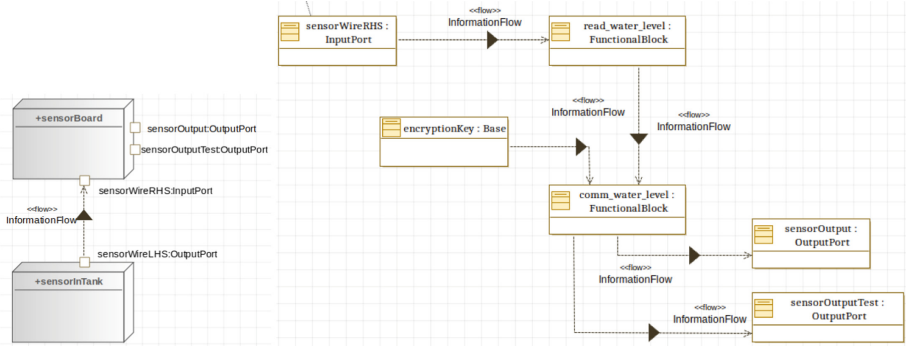 +sensorBoard
sensorOutput:OutputPort
sensorOutputTest:OutputPort
sensorWireRHS:InputPort
<<flow>>
InformationFlow
sensorWireLHS:OutputPort
+sensorInTank
sensorWireRHS :
InputPort
<<flow>>
InformationFlow
read_water_level :
FunctionalBlock
<<flow>>
InformationFlow
<<flow>>
InformationFlow
encryptionKey : Base
comm_water_level :
FunctionalBlock
<<flow>>
InformationFlow
sensorOutput :
OutputPort
<<flow>>
InformationFlow
sensorOutputTest :
OutputPort